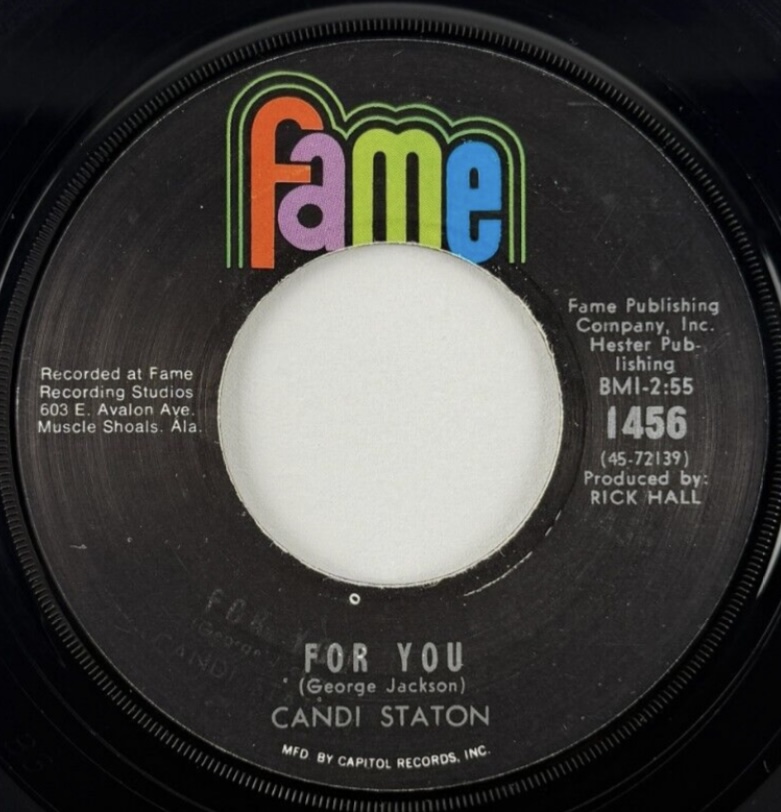 fame
Recorded at Fame
Recording Studios
603 E. Avalon Ave.
Muscle Shoals. Ala.
Fame Publishing
Company, Inc.
Hester Pub-
lishing
BMI-2:55
1456
(45-72139)
Produced by:
RICK HALL
FOR YOU
(George Jackson)
CANDI STATON
MFD. BY CAPITOL RECORDS, INC.